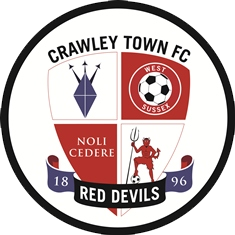 CRAWLEY TOWN FC
WEST
SUSSEX
NOLI
CEDERE
18 96
RED DEVILS